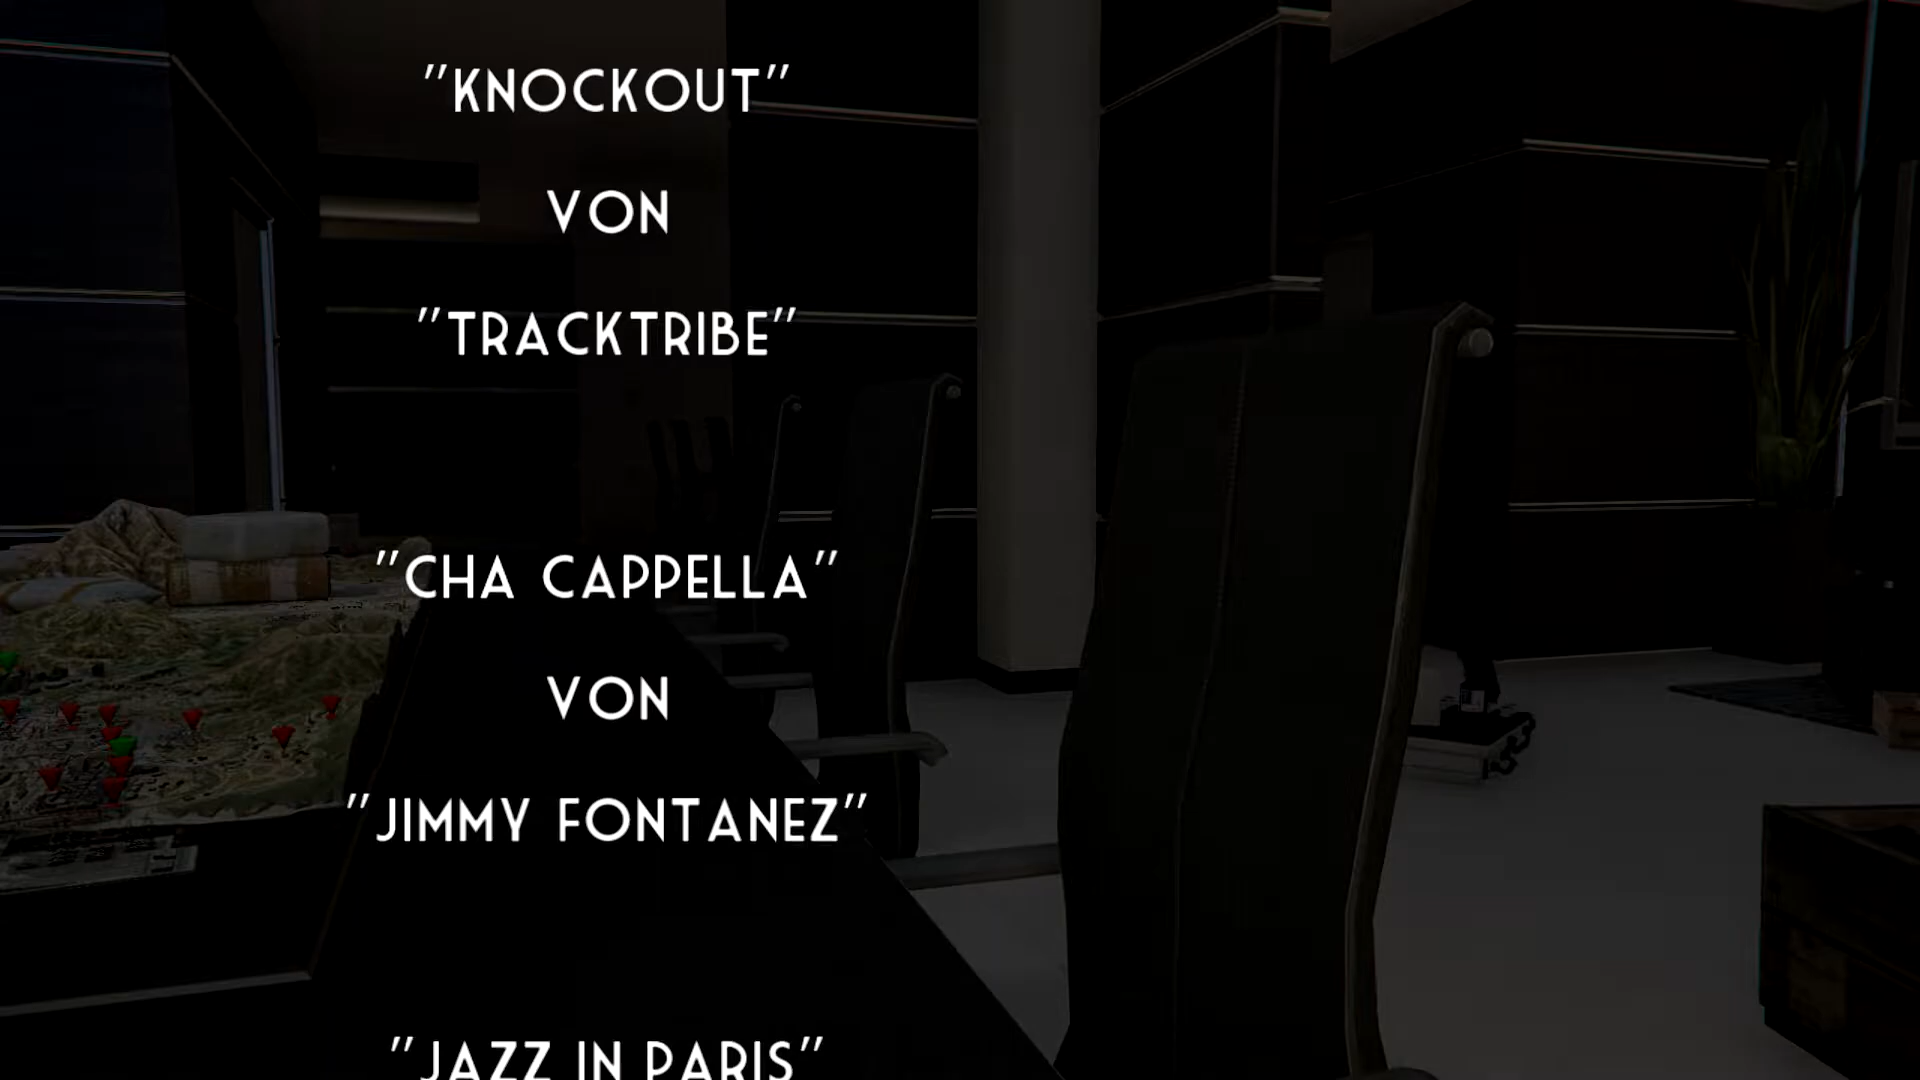 "KNOCKOUT"
VON
"TRACKTRIBE"
"CHA CAPPELLA"
VON
"JIMMY FONTANEZ"
"JAZZ IN PARIS"